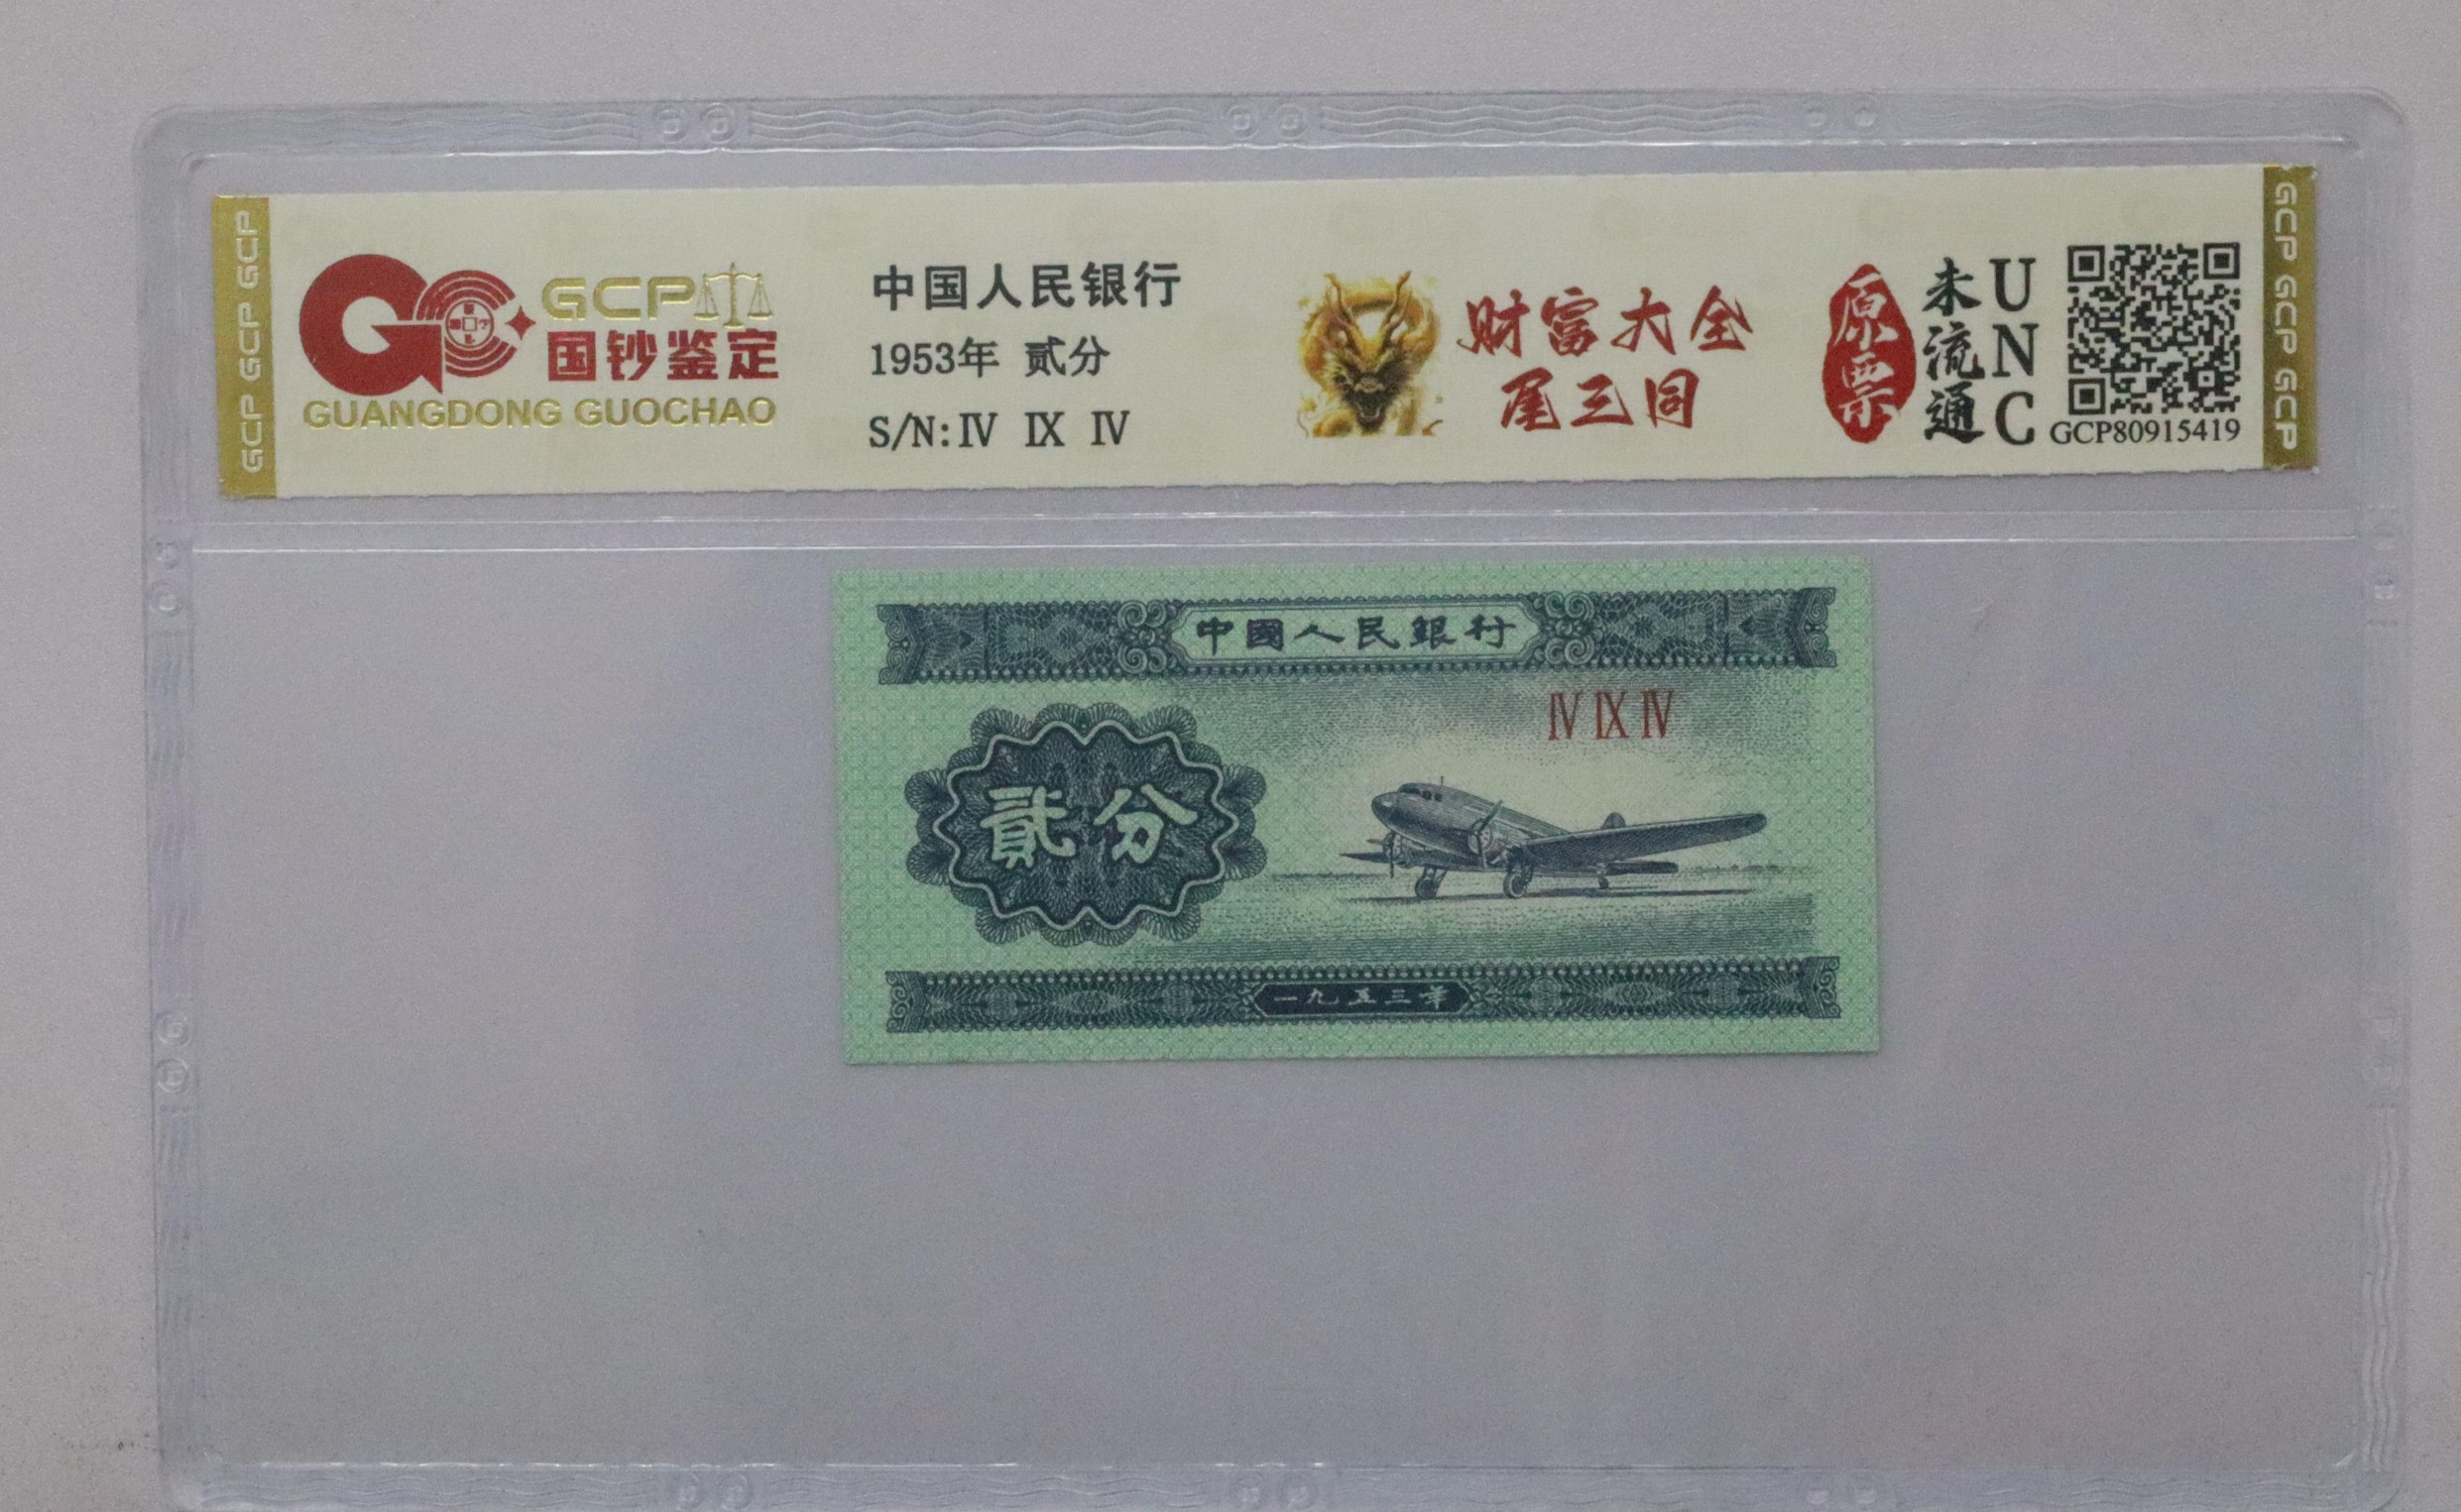 GCP GCP GCP
GCP
国钞鉴定
GUANGDONG GUOCHAO
中国人民银行
1953年 贰分
S/N:Ⅳ Ⅸ Ⅳ
财富大全
尾三同
原票
未流通
UNC
GCP80915419
GCP GCP GCP
中國人民銀行
Ⅳ Ⅸ Ⅳ
貳分
一九五三年